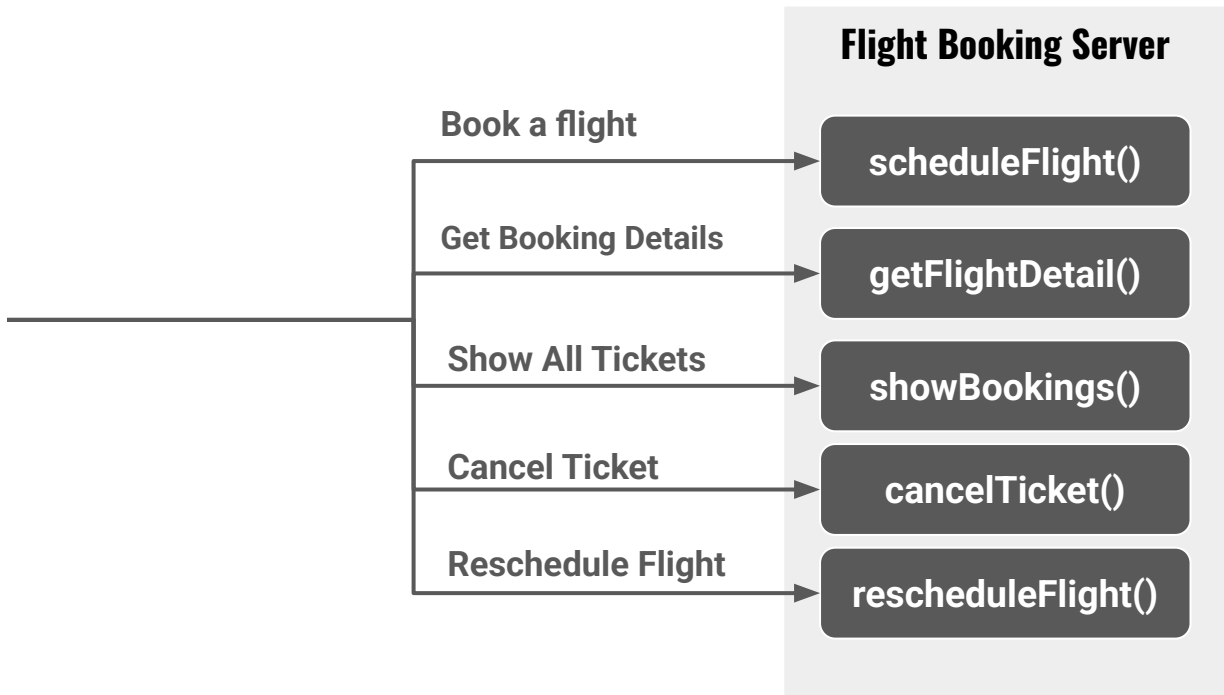 Flight Booking Server
Book a flight
scheduleFlight()
Get Booking Details
getFlightDetail()
Show All Tickets
showBookings()
Cancel Ticket
cancelTicket()
Reschedule Flight
rescheduleFlight()